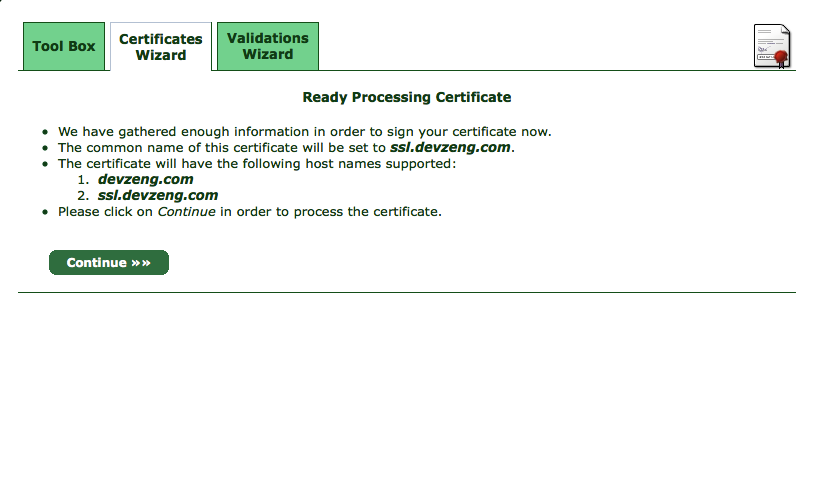 Tool Box
Certificates
Wizard
Validations
Wizard
Ready Processing Certificate
• We have gathered enough information in order to sign your certificate now.
• The common name of this certificate will be set to ssl.devzeng.com.
• The certificate will have the following host names supported:
1. devzeng.com
2. ssl.devzeng.com
• Please click on Continue in order to process the certificate.
Continue »»